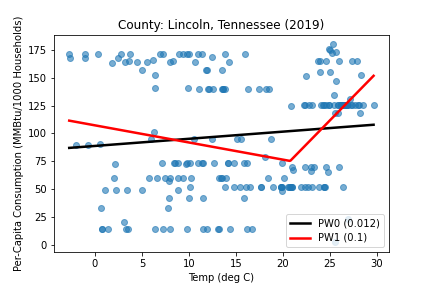 County: Lincoln, Tennessee (2019)
Per-Capita Consumption (MMBtu/1000 Households)
175
150
125
100
75
50
25
0
PW0 (0.012)
PW1 (0.1)
0 5 10 15 20 25 30
Temp (deg C)